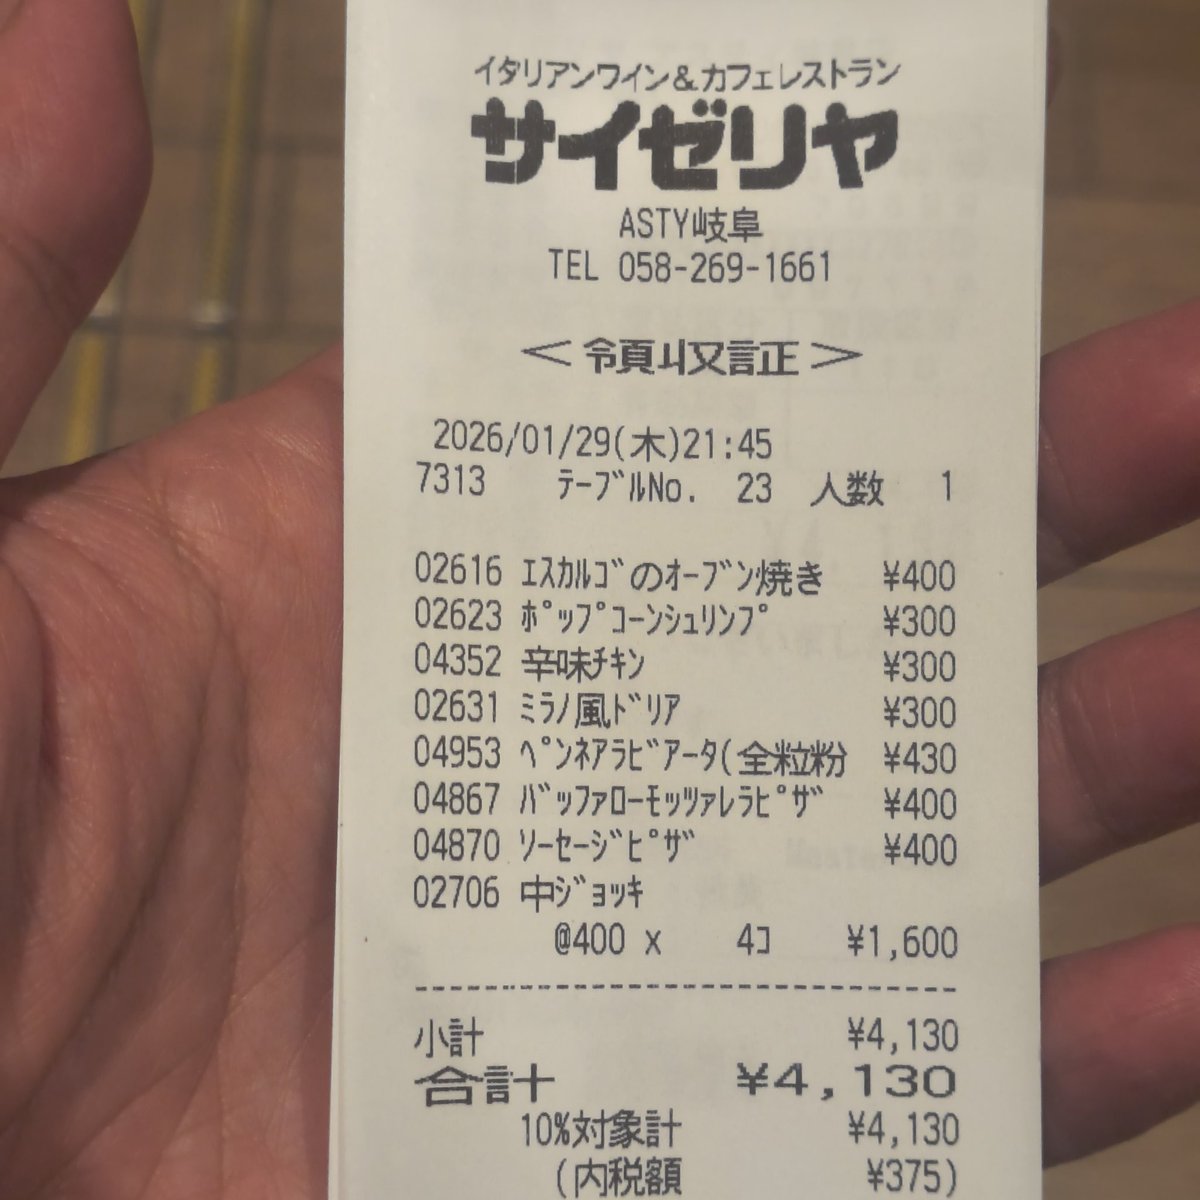 イタリアンワイン&カフェレストラン
サイゼリヤ
ASTY岐阜
TEL 058-269-1661
<領収証>
2026/01/29(木)21:45
7313 ﾃｰﾌﾞﾙNo. 23 人数 1
02616 ｴｽｶﾙｺﾞのｵｰﾌﾞﾝ焼き ¥400
02623 ﾎﾟｯﾌﾟｺｰﾝｼｭﾘﾝﾌﾟ ¥300
04352 辛味ﾁｷﾝ ¥300
02631 ﾐﾗﾉ風ﾄﾞﾘｱ ¥300
04953 ﾍﾟﾝﾈｱﾗﾋﾞｱｰﾀ(全粒粉 ¥430
04867 ﾊﾞｯﾌｧﾛｰﾓｯﾂｧﾚﾗﾋﾟｻﾞ ¥400
04870 ｿｰｾｰｼﾞﾋﾟｻﾞ ¥400
02706 中ｼﾞｮｯｷ
@400 x 4ｺ ¥1,600
小計 ¥4,130
合計 ¥4,130
10%対象計 ¥4,130
(内税額 ¥375)